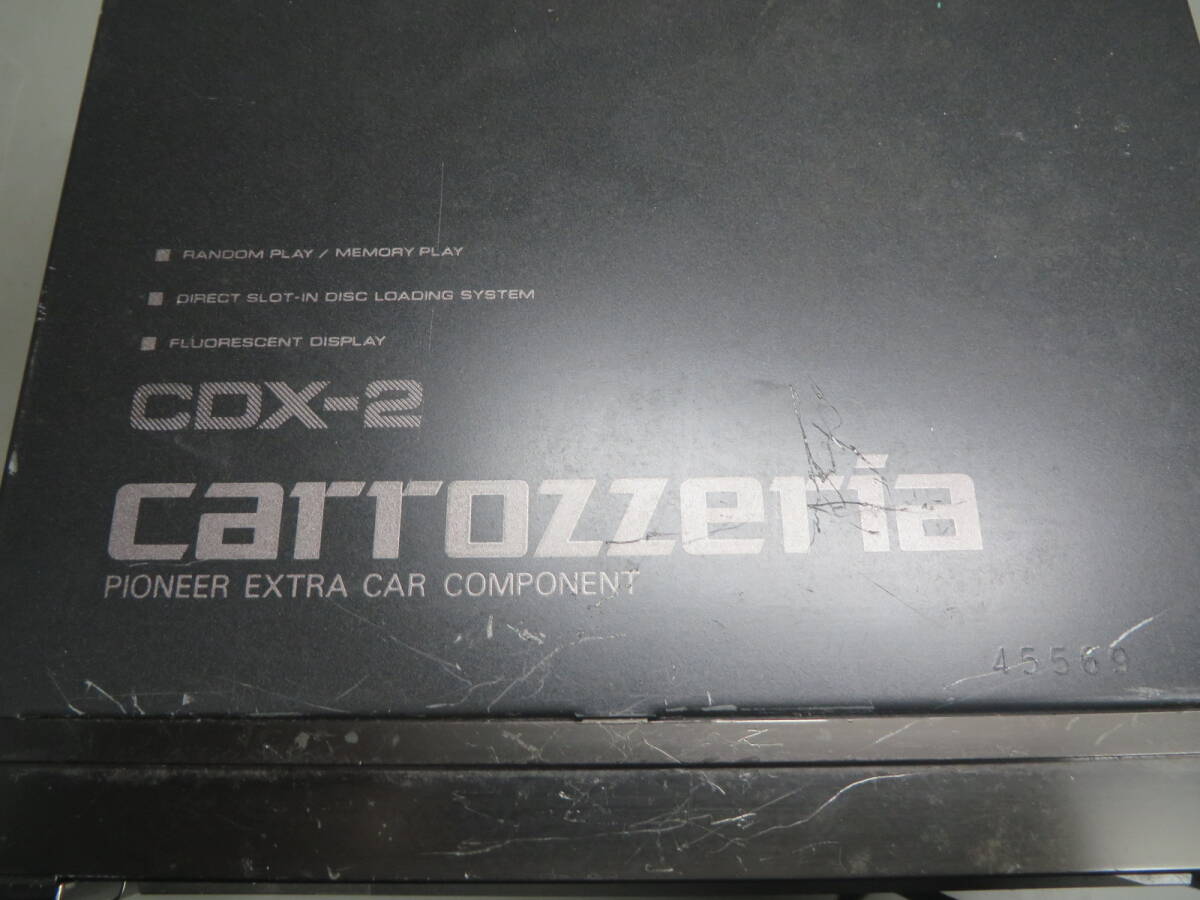 RANDOM PLAY / MEMORY PLAY
DIRECT SLOT-IN DISC LOADING SYSTEM
FLUORESCENT DISPLAY
CDX-2
carrozzeria
PIONEER EXTRA CAR COMPONENT
45569